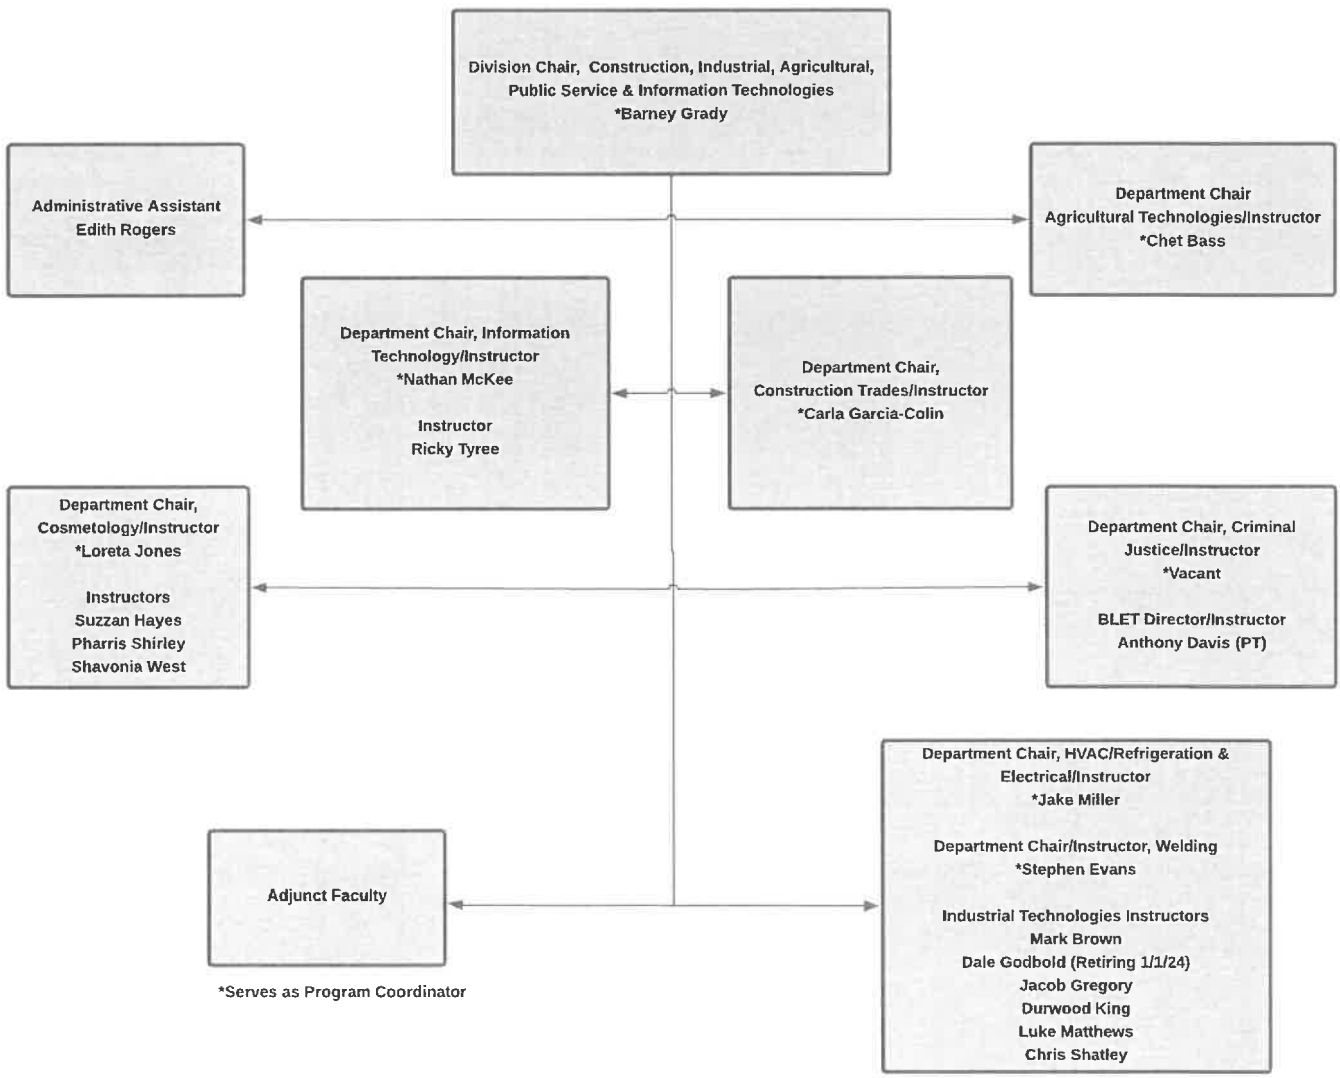 Division Chair, Construction, Industrial, Agricultural,
Public Service & Information Technologies
*Barney Grady
Administrative Assistant
Edith Rogers
Department Chair
Agricultural Technologies/Instructor
*Chet Bass
Department Chair, Information
Technology/Instructor
*Nathan McKee
Instructor
Ricky Tyree
Department Chair,
Construction Trades/Instructor
*Carla Garcia-Colin
Department Chair,
Cosmetology/Instructor
*Loreta Jones
Instructors
Suzzan Hayes
Pharris Shirley
Shavonia West
Department Chair, Criminal
Justice/Instructor
*Vacant
BLET Director/Instructor
Anthony Davis (PT)
Adjunct Faculty
*Serves as Program Coordinator
Department Chair, HVAC/Refrigeration &
Electrical/Instructor
*Jake Miller
Department Chair/Instructor, Welding
*Stephen Evans
Industrial Technologies Instructors
Mark Brown
Dale Godbold (Retiring 1/1/24)
Jacob Gregory
Durwood King
Luke Matthews
Chris Shatley